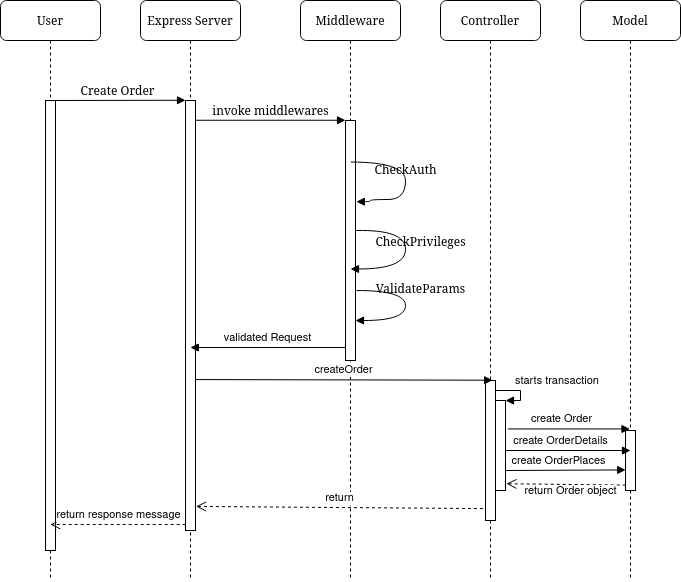 User
Express Server
Middleware
Controller
Model
Create Order
invoke middlewares
CheckAuth
CheckPrivileges
ValidateParams
validated Request
createOrder
starts transaction
create Order
create OrderDetails
create OrderPlaces
return Order object
return
return response message